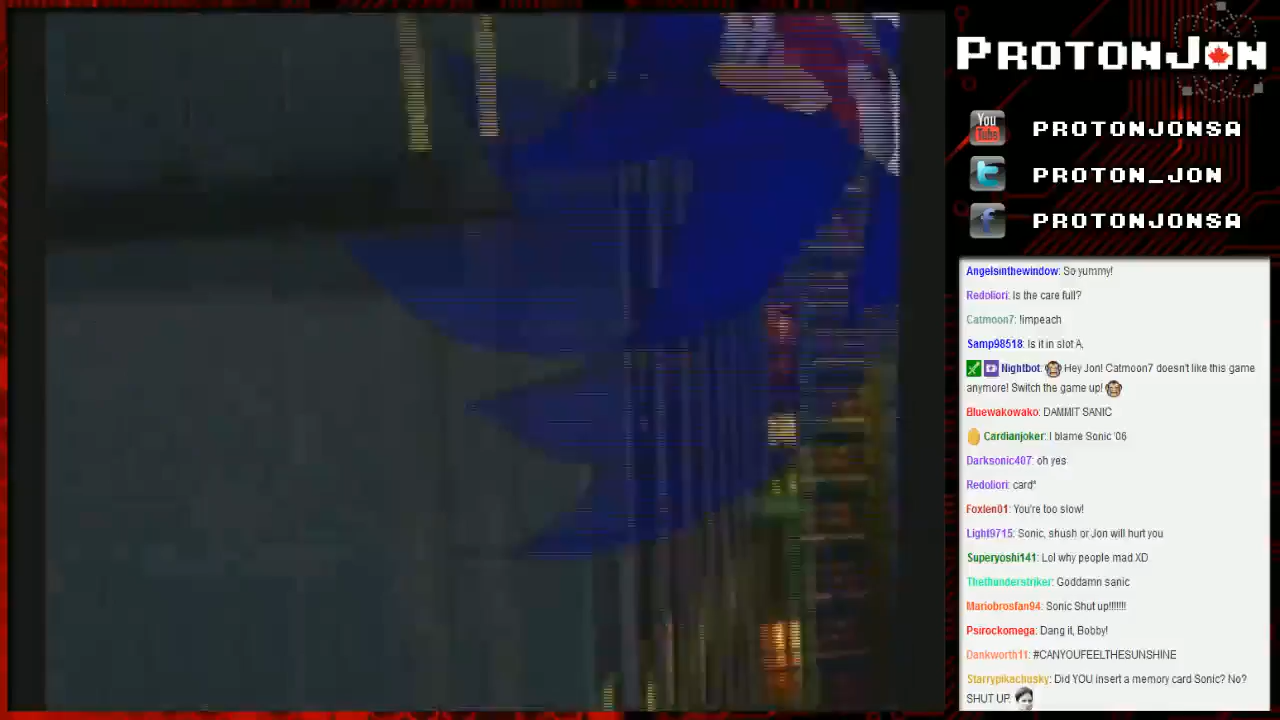 PROTONJON
You
Tube
PROTONJONSA
PROTON_JON
PROTONJONSA
Angelsinthewindow: So yummy!
Redoliori: is the care full?
Catmoon7: !impeach
Samp98518: Is it in slot A,
Nightbot: Hey Jon! Catmoon7 doesn't like this game
anymore! Switch the game up!
Bluewakowako: DAMMIT SANIC
Cardianjoker: I blame Sonic '06
Darksonic407: oh yes
Redoliori: card*
Foxlen01: You're too slow!
Light9715: Sonic, shush or Jon will hurt you
Superyoshi141: Lol why people mad XD
Thethunderstriker: Goddamn sanic
Mariobrosfan94: Sonic Shut up!!!!!!!
Psirockomega: Dang it, Bobby!
Dankworth11: #CANYOUFEELTHESUNSHINE
Starrypikachusky: Did YOU insert a memory card Sonic? No?
SHUT UP.